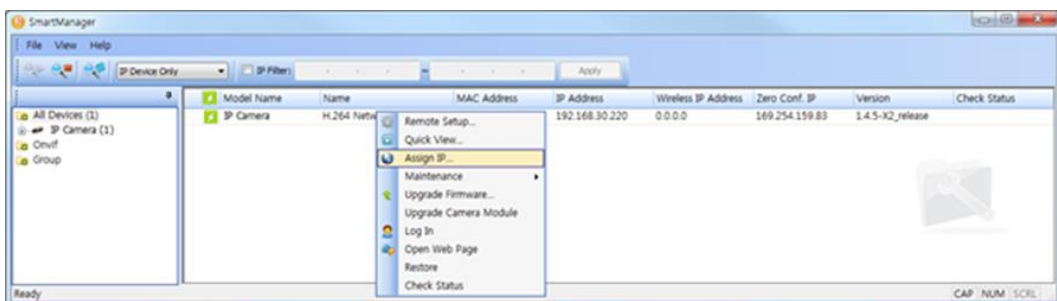 SmartManager
File View Help
IP Device Only IP Filter: . . . ~ . . . Apply
Model Name Name MAC Address IP Address Wireless IP Address Zero Conf. IP Version Check Status
All Devices (1)
IP Camera (1)
Onvif
Group
IP Camera H.264 Netw 192.168.30.220 0.0.0.0 169.254.159.83 1.4.5-X2_release
Remote Setup...
Quick View...
Assign IP...
Maintenance
Upgrade Firmware...
Upgrade Camera Module
Log In
Open Web Page
Restore
Check Status
Ready CAP NUM SCRL